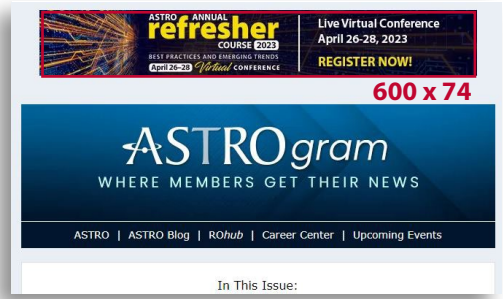 ASTRO ANNUAL
refresher
COURSE 2023
BEST PRACTICES AND EMERGING TRENDS
April 26–28 Virtual CONFERENCE
Live Virtual Conference
April 26-28, 2023
REGISTER NOW!
600 x 74
ASTROgram
WHERE MEMBERS GET THEIR NEWS
ASTRO | ASTRO Blog | ROhub | Career Center | Upcoming Events
In This Issue: